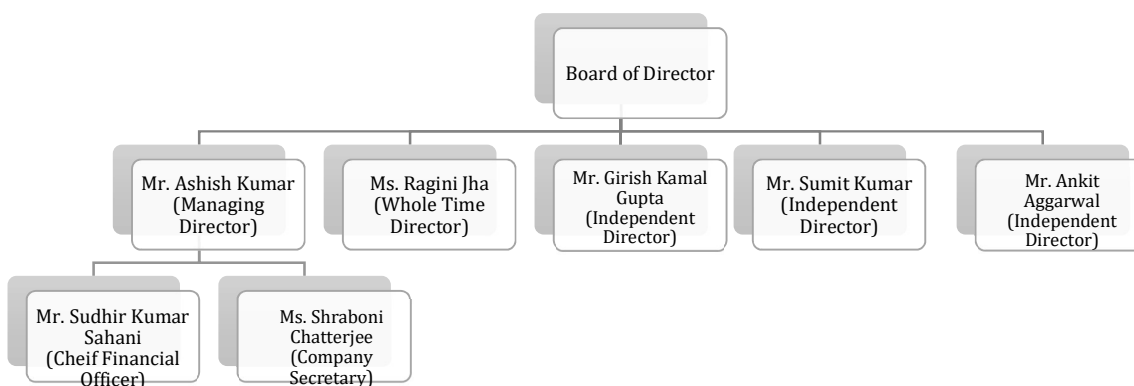 Board of Director
Mr. Ashish Kumar
(Managing
Director)
Ms. Ragini Jha
(Whole Time
Director)
Mr. Girish Kamal
Gupta
(Independent
Director)
Mr. Sumit Kumar
(Independent
Director)
Mr. Ankit
Aggarwal
(Independent
Director)
Mr. Sudhir Kumar
Sahani
(Cheif Financial
Officer)
Ms. Shraboni
Chatterjee
(Company
Secretary)